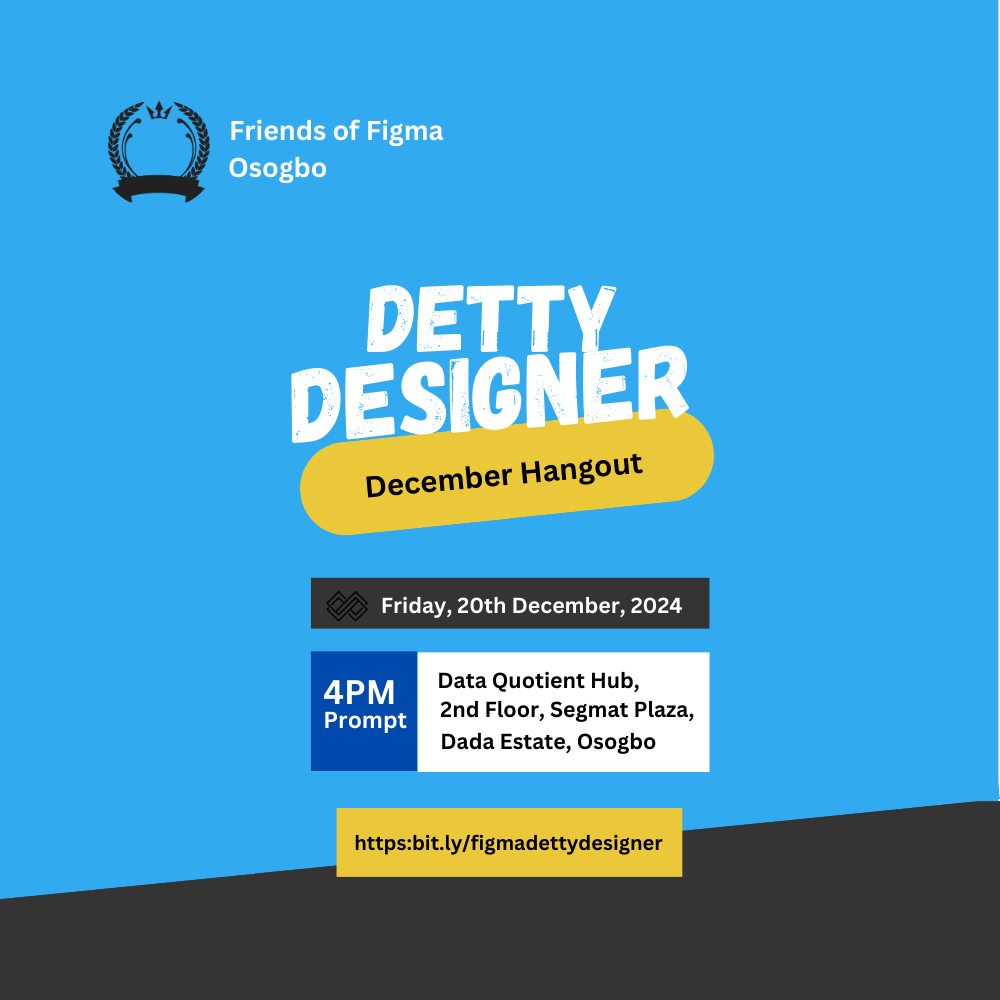 Friends of Figma
Osogbo
DETTY
DESIGNER
December Hangout
Friday, 20th December, 2024
4PM
Prompt
Data Quotient Hub,
2nd Floor, Segmat Plaza,
Dada Estate, Osogbo
https:bit.ly/figmadettydesigner